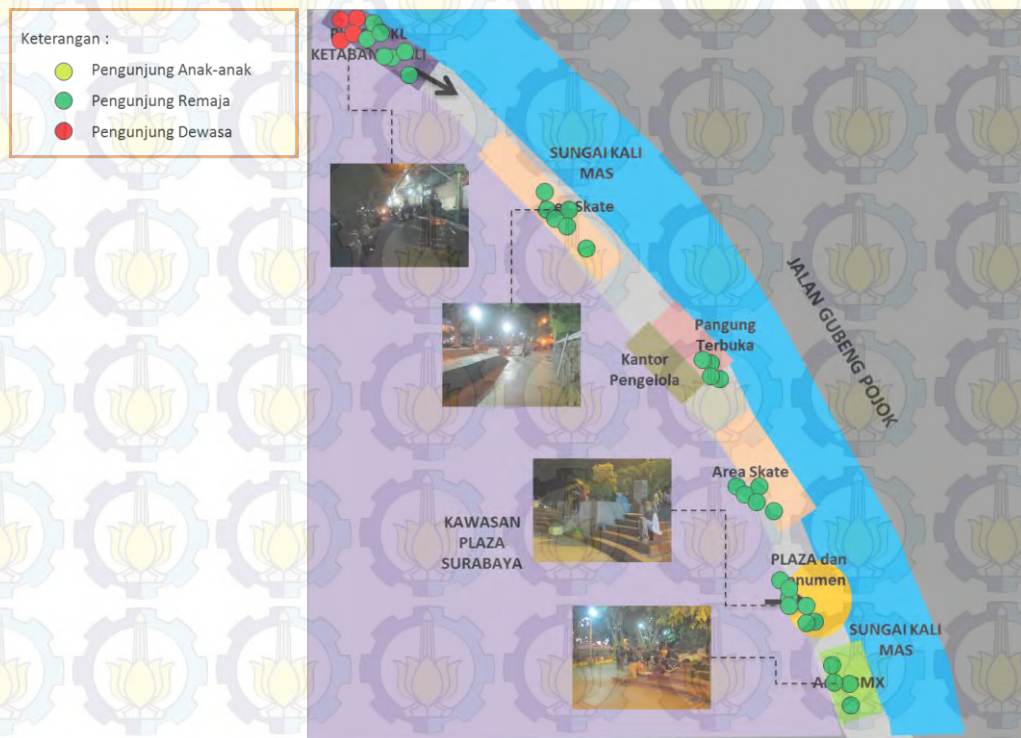 Keterangan :
Pengunjung Anak-anak
Pengunjung Remaja
Pengunjung Dewasa
SUNGAI KALI
MAS
Skate
Pangung
Terbuka
Kantor
Pengelola
JALAN GUBENG POJOK
Area Skate
KAWASAN
PLAZA
SURABAYA
PLAZA dan
SUNGAI KALI
MAS